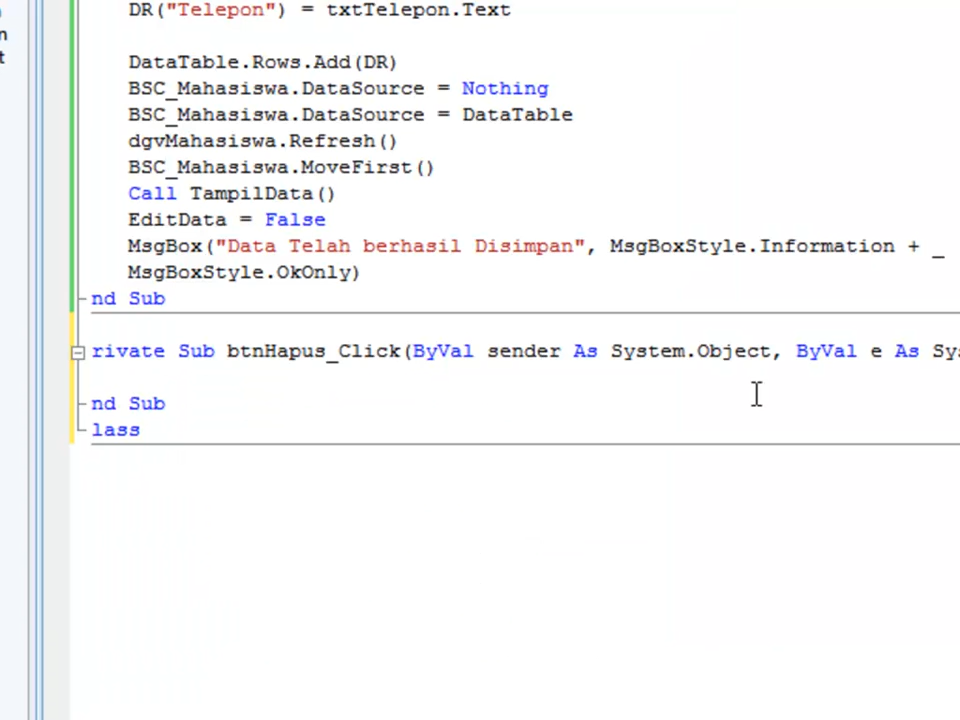 n
t
DR("Telepon") = txtTelepon.Text
DataTable.Rows.Add(DR)
BSC_Mahasiswa.DataSource = Nothing
BSC_Mahasiswa.DataSource = DataTable
dgvMahasiswa.Refresh()
BSC_Mahasiswa.MoveFirst()
Call TampilData()
EditData = False
MsgBox("Data Telah berhasil Disimpan", MsgBoxStyle.Information + _
MsgBoxStyle.OkOnly)
nd Sub
rivate Sub btnHapus_Click(ByVal sender As System.Object, ByVal e As Sys
nd Sub
lass